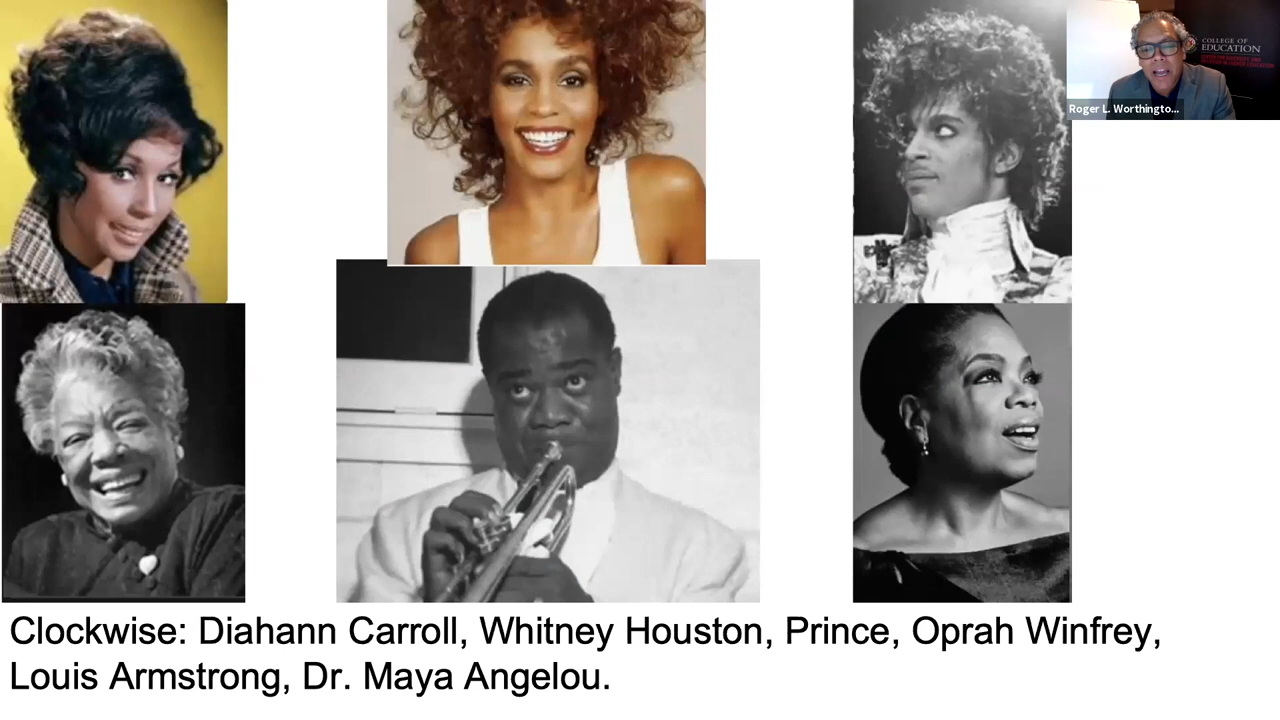 COLLEGE OF
EDUCATION
Roger L. Worthingto...
Clockwise: Diahann Carroll, Whitney Houston, Prince, Oprah Winfrey,
Louis Armstrong, Dr. Maya Angelou.